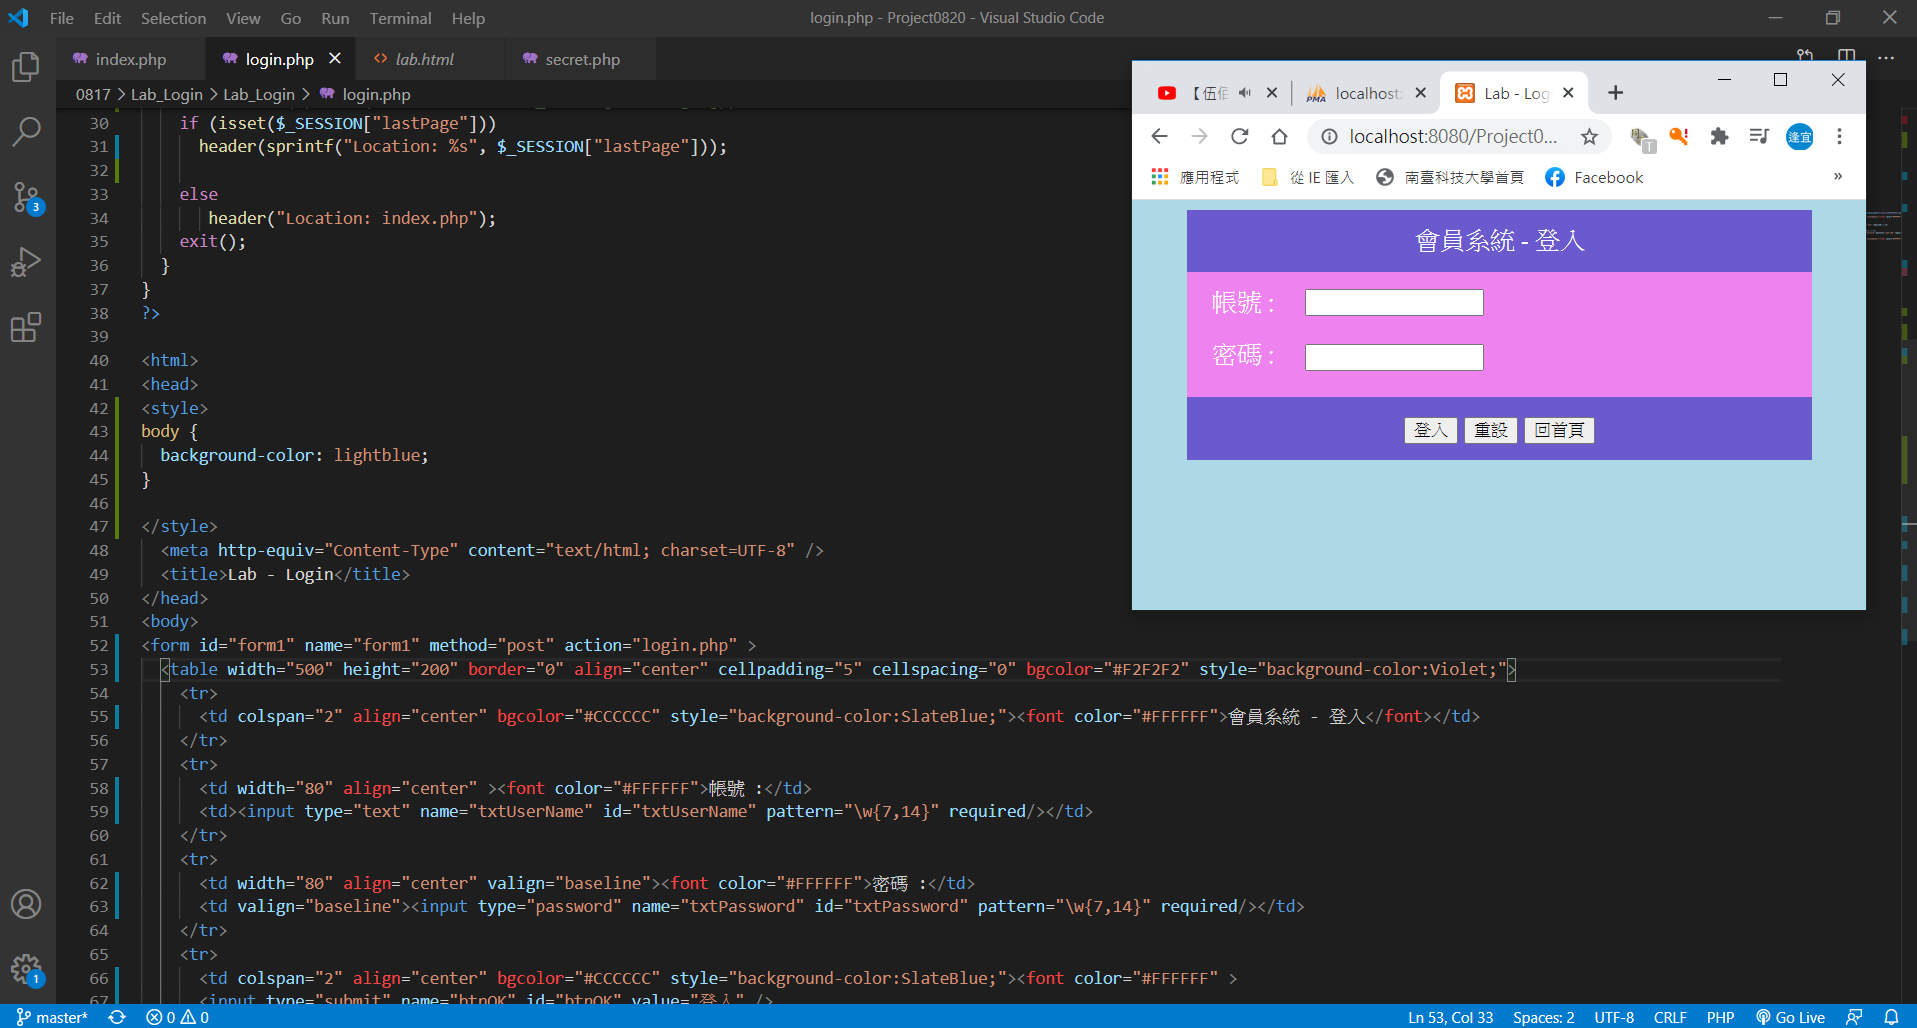 File Edit Selection View Go Run Terminal Help
login.php - Project0820 - Visual Studio Code
index.php
login.php
lab.html
secret.php
0817 > Lab_Login > Lab_Login > login.php
30 if (isset($_SESSION["lastPage"]))
31 header(sprintf("Location: %s", $_SESSION["lastPage"]));
32
33 else
34 header("Location: index.php");
35 exit();
36 }
37 }
38 ?>
39
40 <html>
41 <head>
42 <style>
43 body {
44 background-color: lightblue;
45 }
46
47 </style>
48 <meta http-equiv="Content-Type" content="text/html; charset=UTF-8" />
49 <title>Lab - Login</title>
50 </head>
51 <body>
52 <form id="form1" name="form1" method="post" action="login.php" >
53 <table width="500" height="200" border="0" align="center" cellpadding="5" cellspacing="0" bgcolor="#F2F2F2" style="background-color:Violet;">
54 <tr>
55 <td colspan="2" align="center" bgcolor="#CCCCCC" style="background-color:SlateBlue;"><font color="#FFFFFF">會員系統 - 登入</font></td>
56 </tr>
57 <tr>
58 <td width="80" align="center" ><font color="#FFFFFF">帳號 :</td>
59 <td><input type="text" name="txtUserName" id="txtUserName" pattern="\w{7,14}" required/></td>
60 </tr>
61 <tr>
62 <td width="80" align="center" valign="baseline"><font color="#FFFFFF">密碼 :</td>
63 <td valign="baseline"><input type="password" name="txtPassword" id="txtPassword" pattern="\w{7,14}" required/></td>
64 </tr>
65 <tr>
66 <td colspan="2" align="center" bgcolor="#CCCCCC" style="background-color:SlateBlue;"><font color="#FFFFFF" >
67 <input type="submit" name="btnOK" id="btnOK" value="登入" />
【伍佰
PMA localhost:
Lab - Log
localhost:8080/Project0...
T
逢宜
應用程式
從 IE 匯入
南臺科技大學首頁
Facebook
»
會員系統 - 登入
帳號 :
密碼 :
登入 重設 回首頁
3
1
master* 0 0
Ln 53, Col 33 Spaces: 2 UTF-8 CRLF PHP Go Live